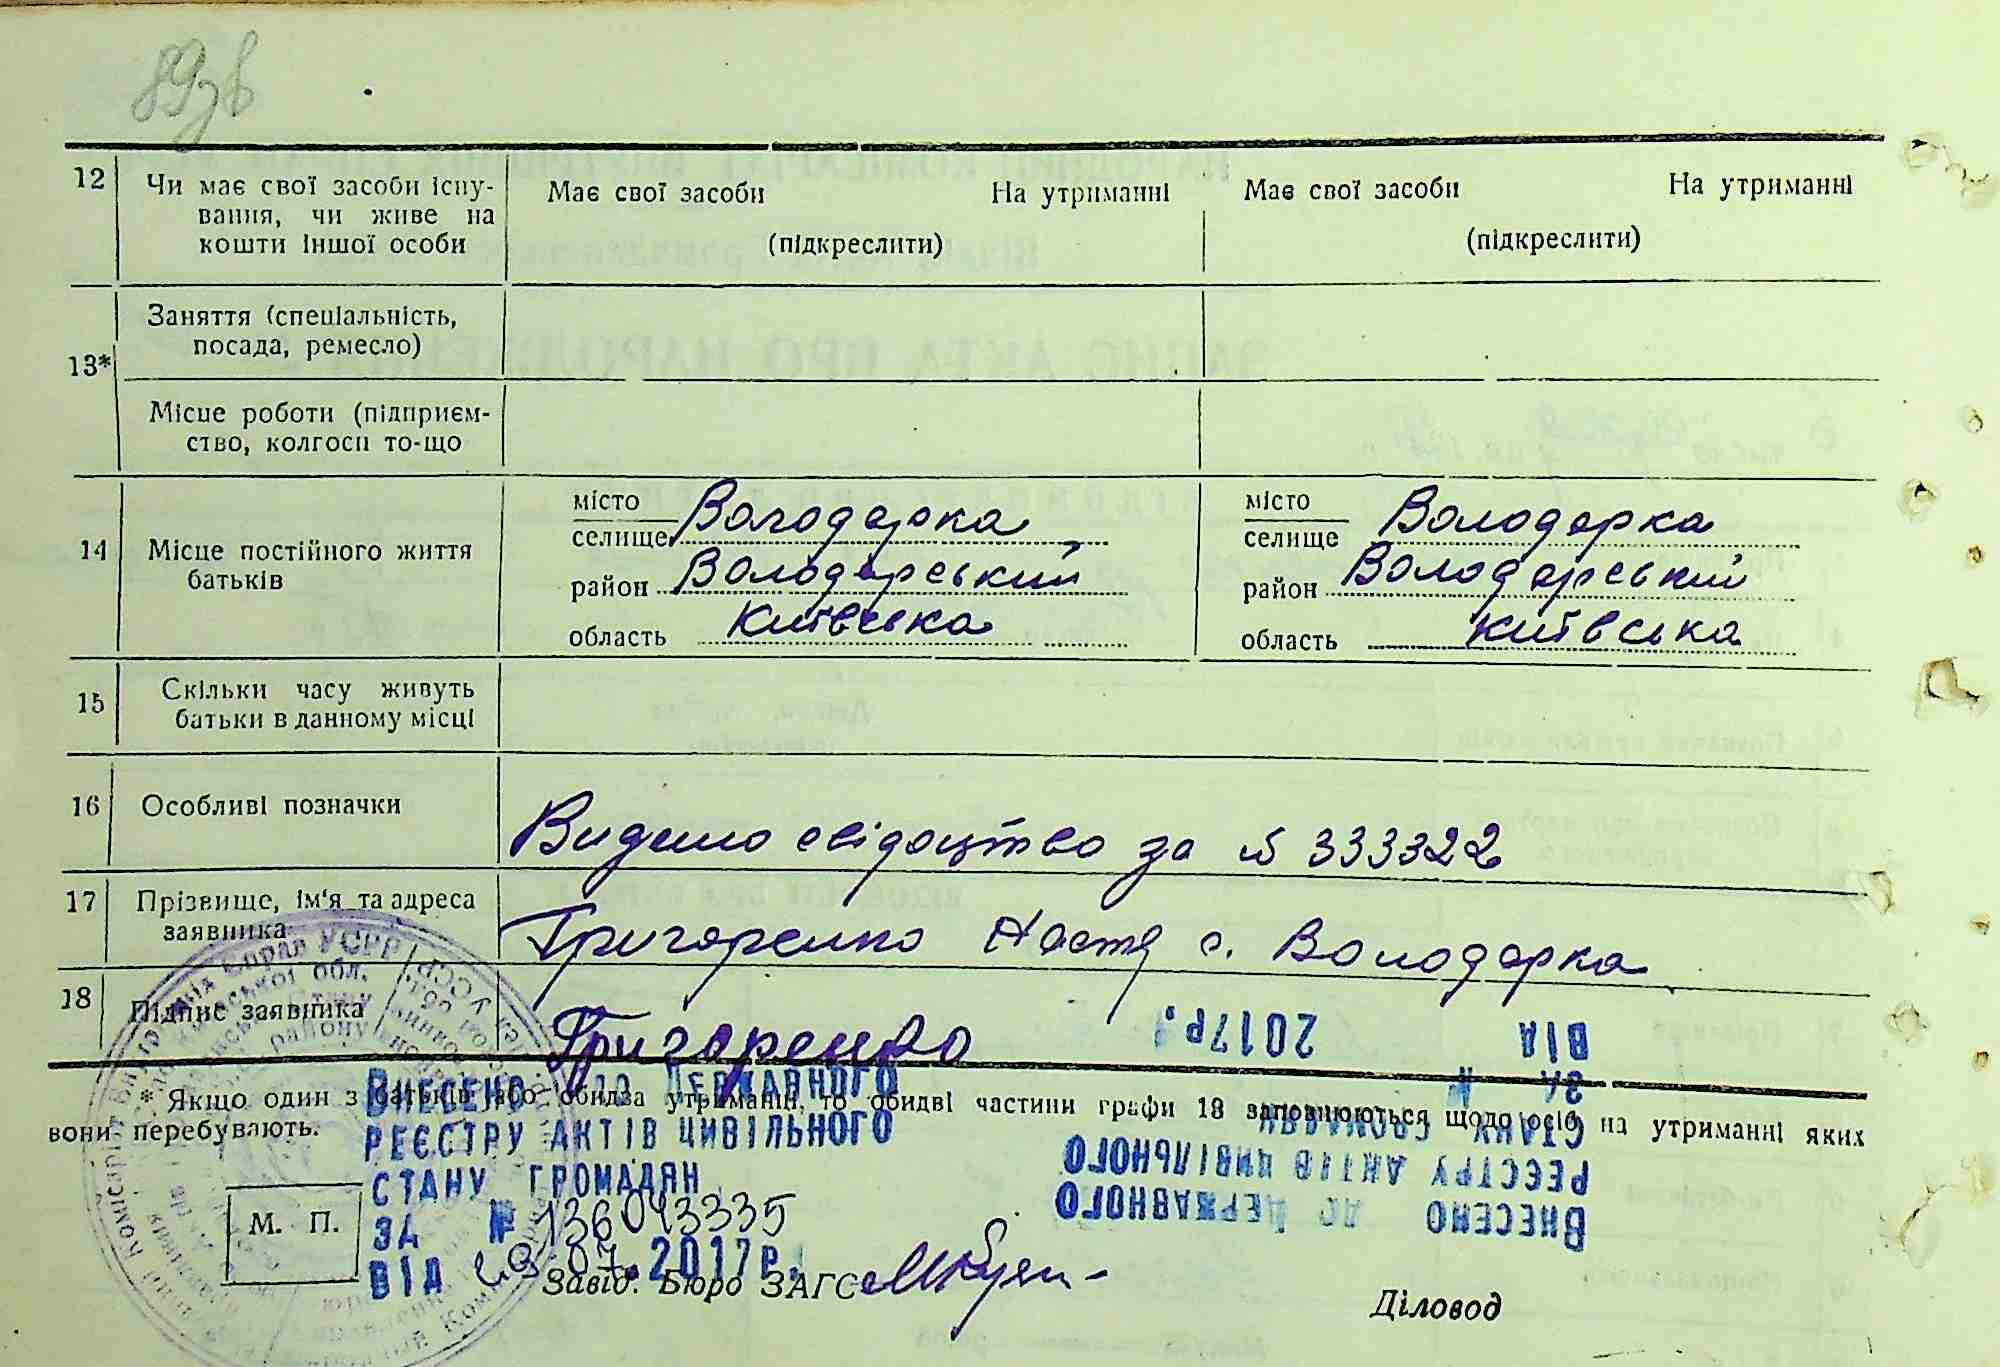 89зв
12 Чи має свої засоби існу- Має свої засоби На утриманні Має свої засоби На утриманні
вання, чи живе на
кошти іншої особи (підкреслити) (підкреслити)
Заняття (спеціальність,
посада, ремесло)
13*
Місце роботи (підприєм-
ство, колгосп то-що
місто Володарка місто Володарка
селище селище
14 Місце постійного життя
батьків
район Володарський район Володарський
область Київська область Київська
15 Скільки часу живуть
батьки в данному місці
16 Особливі позначки
Видано свідоцтво за № 333322
17 Прізвище, ім'я та адреса
заявника Григоренко Настя с. Володарка
18 Підпис заявника Григоренко
* Якщо один з батьків або обидва утриманні, то обидві частини графи 13 заповнюються щодо осіб, на утриманні яких
вони перебувають.
ВНЕСЕНО ДО ДЕРЖАВНОГО
РЕЄСТРУ АКТІВ ЦИВІЛЬНОГО
СТАНУ ГРОМАДЯН
ЗА № 136043335
ВІД 07.2017р.
ВНЕСЕНО ДО ДЕРЖАВНОГО
РЕЄСТРУ АКТІВ ЦИВІЛЬНОГО
СТАНУ ГРОМАДЯН
ЗА №
ВІД 2017р.
М. П.
Завід. Бюро ЗАГС
Діловод